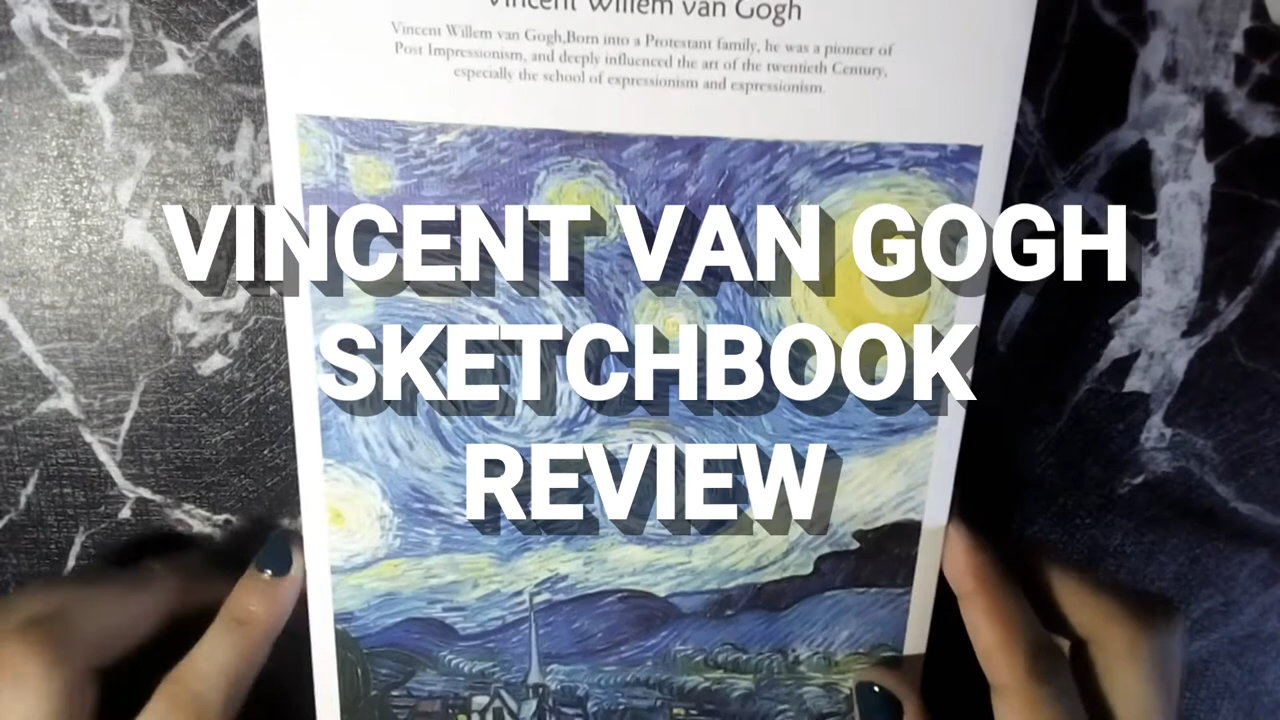 Vincent Willem van Gogh
Vincent Willem van Gogh,Born into a Protestant family, he was a pioneer of
Post Impressionism, and deeply influenced the art of the twentieth Century,
especially the school of expressionism and expressionism.
VINCENT VAN GOGH
SKETCHBOOK
REVIEW